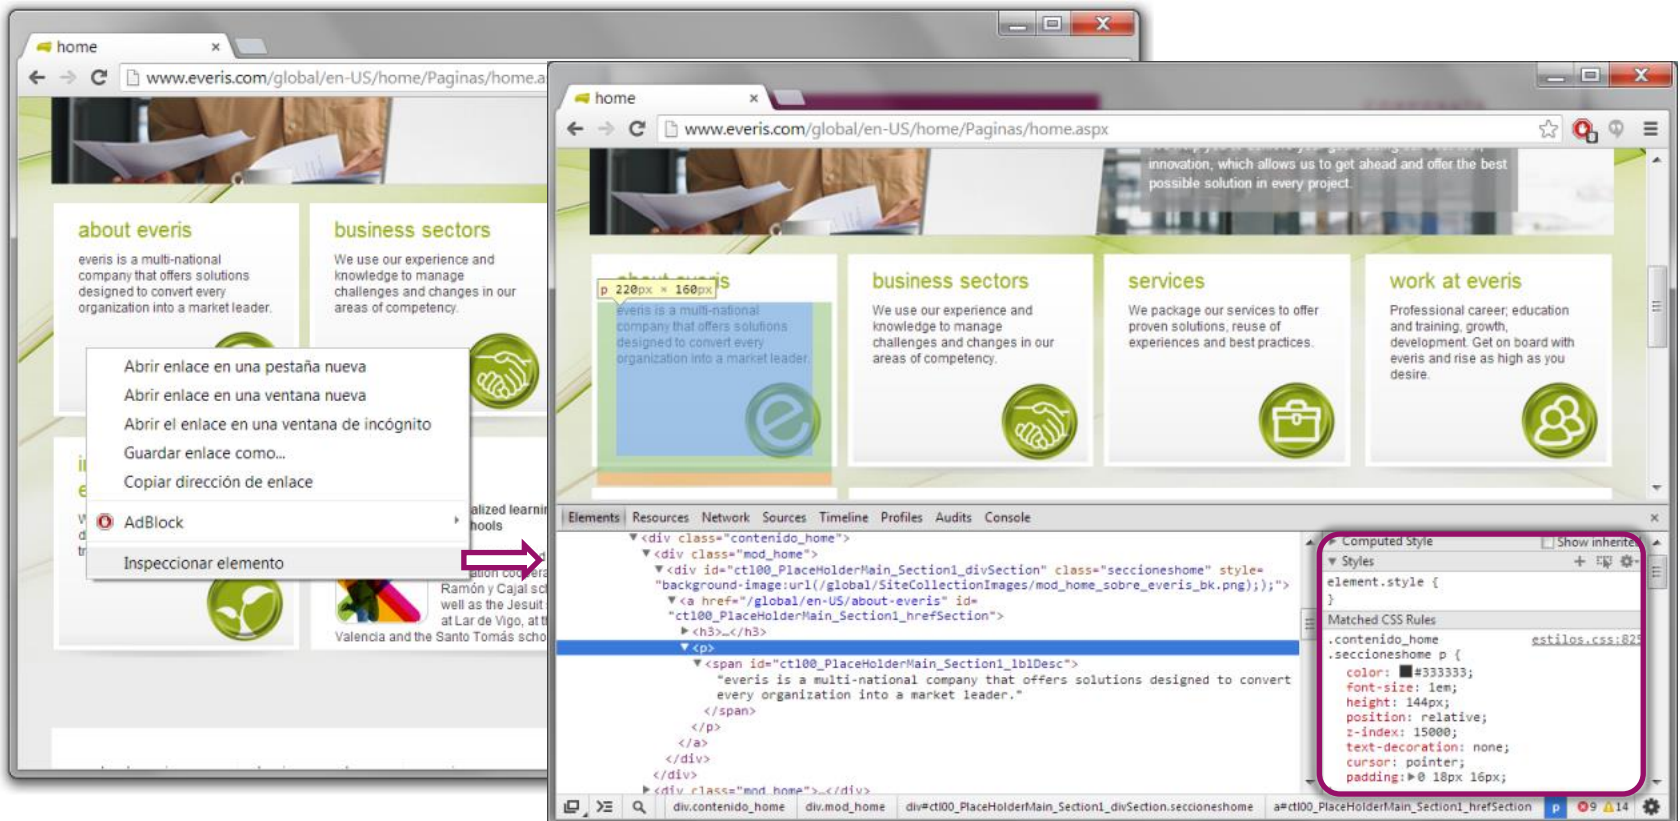 home
www.everis.com/global/en-US/home/Paginas/home.a
about everis
everis is a multi-national
company that offers solutions
designed to convert every
organization into a market leader.
business sectors
We use our experience and
knowledge to manage
challenges and changes in our
areas of competency.
Abrir enlace en una pestaña nueva
Abrir enlace en una ventana nueva
Abrir el enlace en una ventana de incógnito
Guardar enlace como...
Copiar dirección de enlace
AdBlock
Inspeccionar elemento
alized learnin
hools
Ramón y Cajal sch
well as the Jesuit s
at Lar de Vigo, at th
Valencia and the Santo Tomás scho
home
www.everis.com/global/en-US/home/Paginas/home.aspx
innovation, which allows us to get ahead and offer the best
possible solution in every project.
about everis
p 220px × 160px
everis is a multi-national
company that offers solutions
designed to convert every
organization into a market leader.
business sectors
We use our experience and
knowledge to manage
challenges and changes in our
areas of competency.
services
We package our services to offer
proven solutions, reuse of
experiences and best practices.
work at everis
Professional career; education
and training, growth,
development. Get on board with
everis and rise as high as you
desire.
Elements Resources Network Sources Timeline Profiles Audits Console
▼<div class="contenido_home">
▼<div class="mod_home">
▼<div id="ctl00_PlaceHolderMain_Section1_divSection" class="seccioneshome" style=
"background-image:url(/global/SiteCollectionImages/mod_home_sobre_everis_bk.png);;">
▼<a href="/global/en-US/about-everis" id=
"ctl00_PlaceHolderMain_Section1_hrefSection">
▶<h3>…</h3>
▼<p>
▼<span id="ctl00_PlaceHolderMain_Section1_lblDesc">
"everis is a multi-national company that offers solutions designed to convert
every organization into a market leader."
</span>
</p>
</a>
</div>
</div>
▶<div class="mod_home">…</div>
▶ Computed Style Show inherited
▼ Styles
element.style {
}
Matched CSS Rules
.contenido_home estilos.css:825
.seccioneshome p {
color: #333333;
font-size: 1em;
height: 144px;
position: relative;
z-index: 15000;
text-decoration: none;
cursor: pointer;
padding:▶0 18px 16px;
div.contenido_home div.mod_home div#ctl00_PlaceHolderMain_Section1_divSection.seccioneshome a#ctl00_PlaceHolderMain_Section1_hrefSection p 9 14